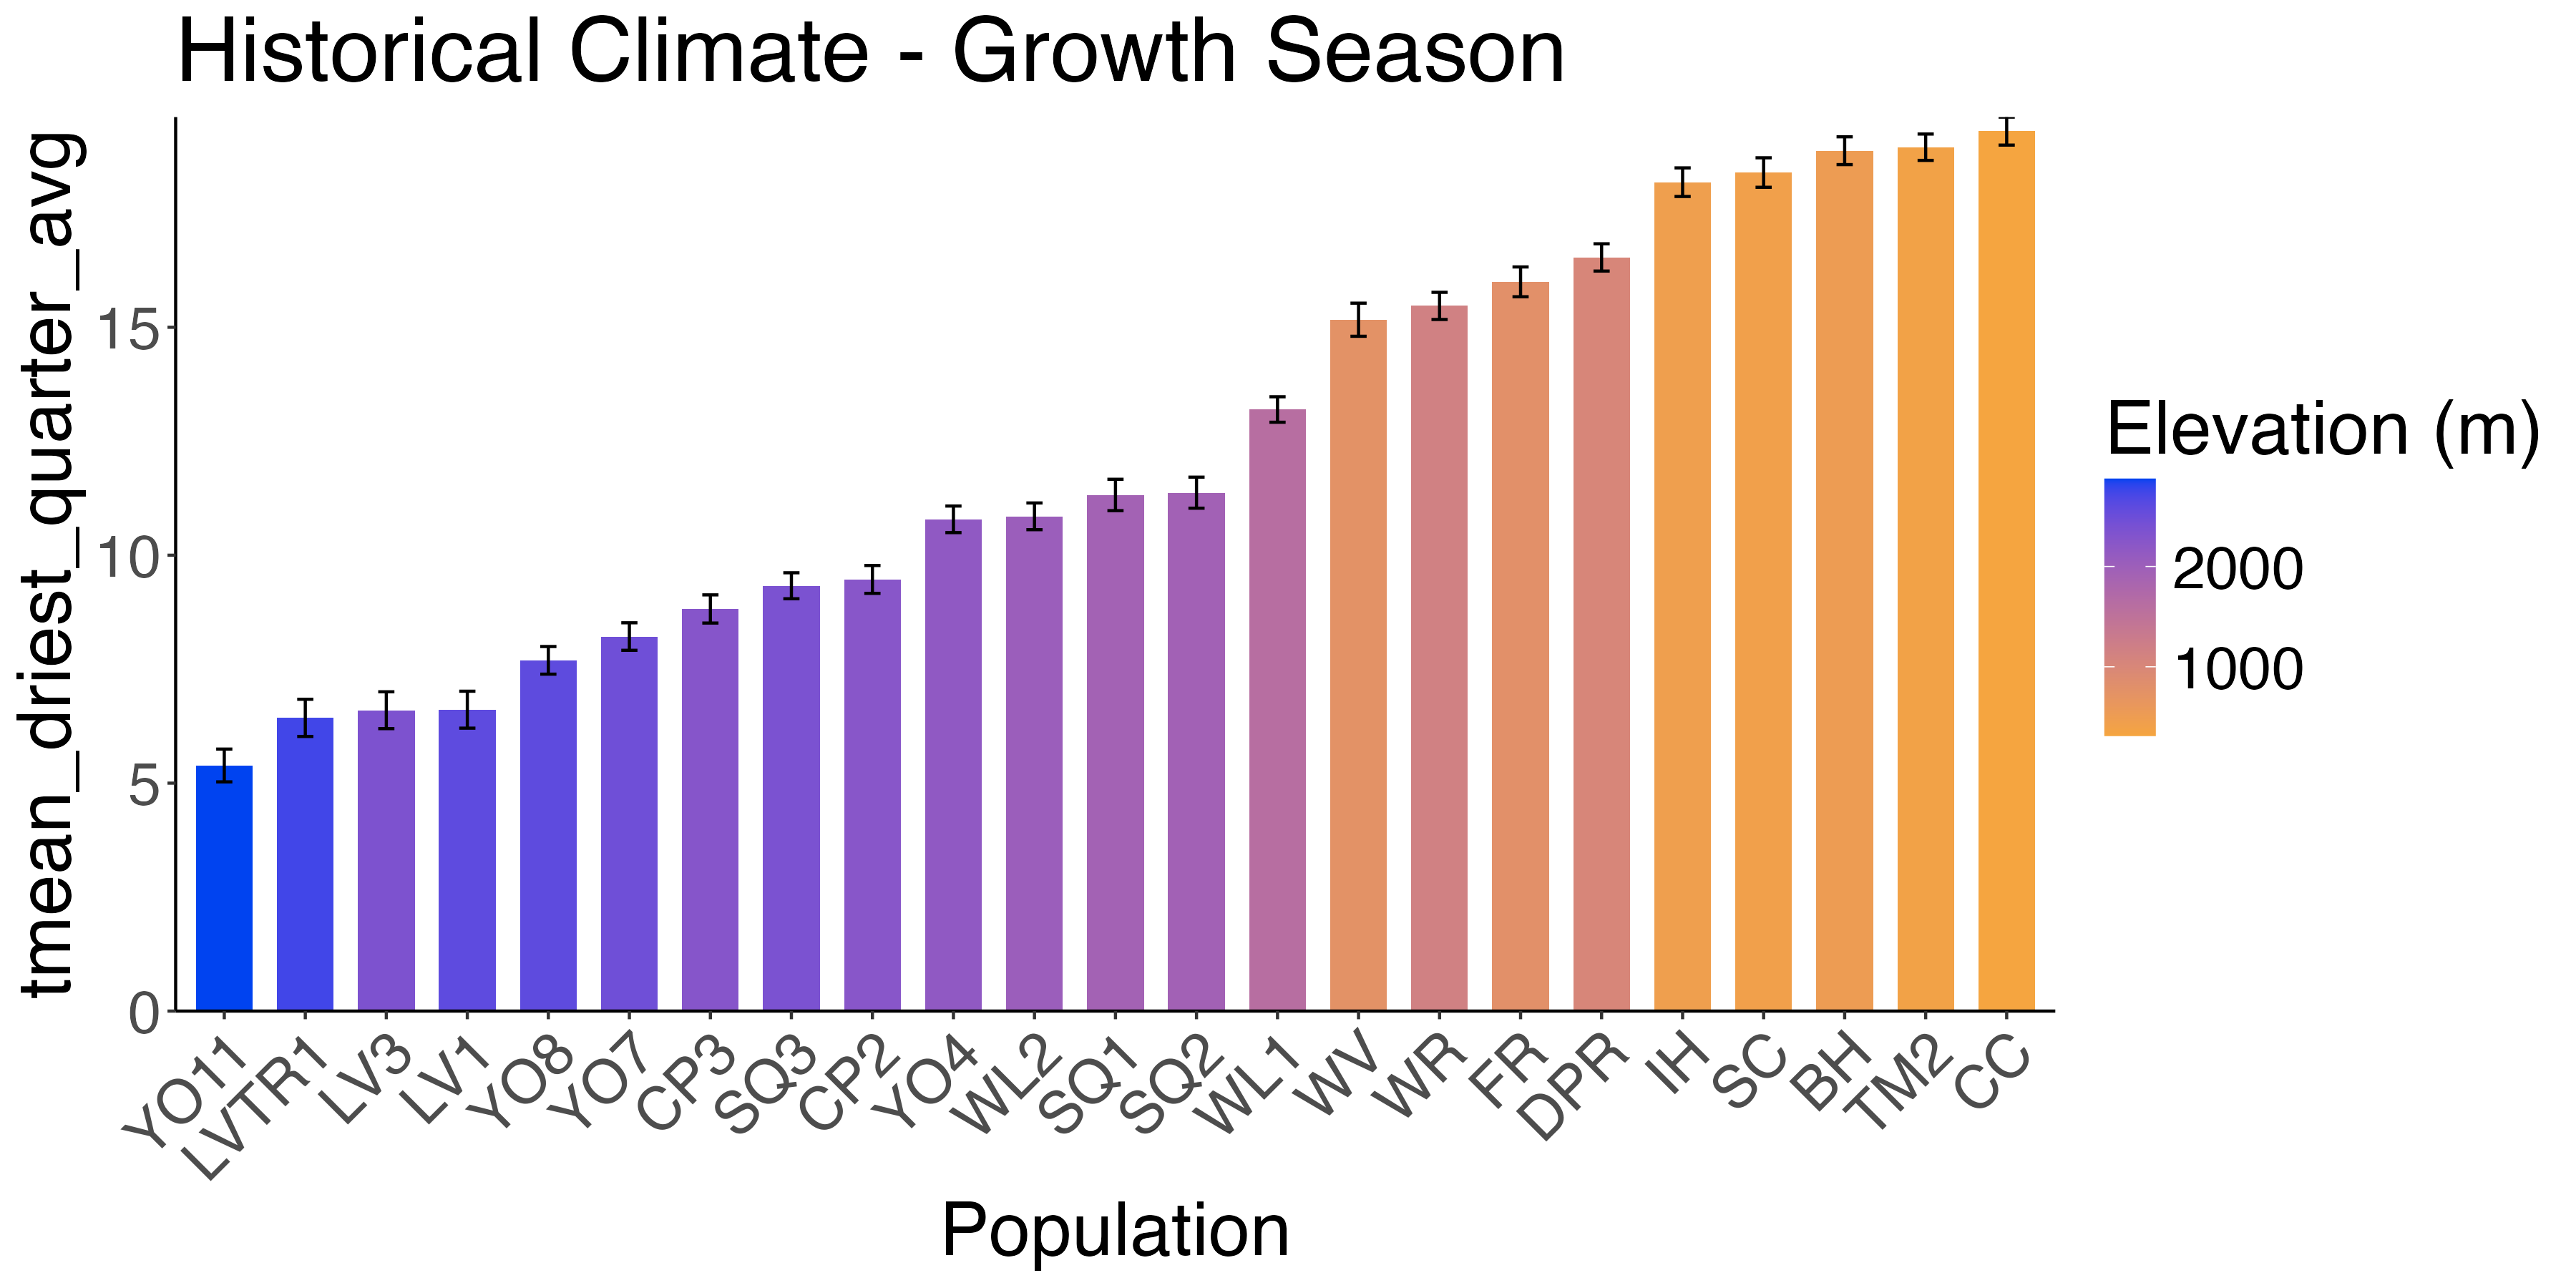 Historical Climate - Growth Season
tmean_driest_quarter_avg
15
10
5
0
YO11
LVTR1
LV3
LV1
YO8
YO7
CP3
SQ3
CP2
YO4
WL2
SQ1
SQ2
WL1
WV
WR
FR
DPR
IH
SC
BH
TM2
CC
Population
Elevation (m)
2000
1000